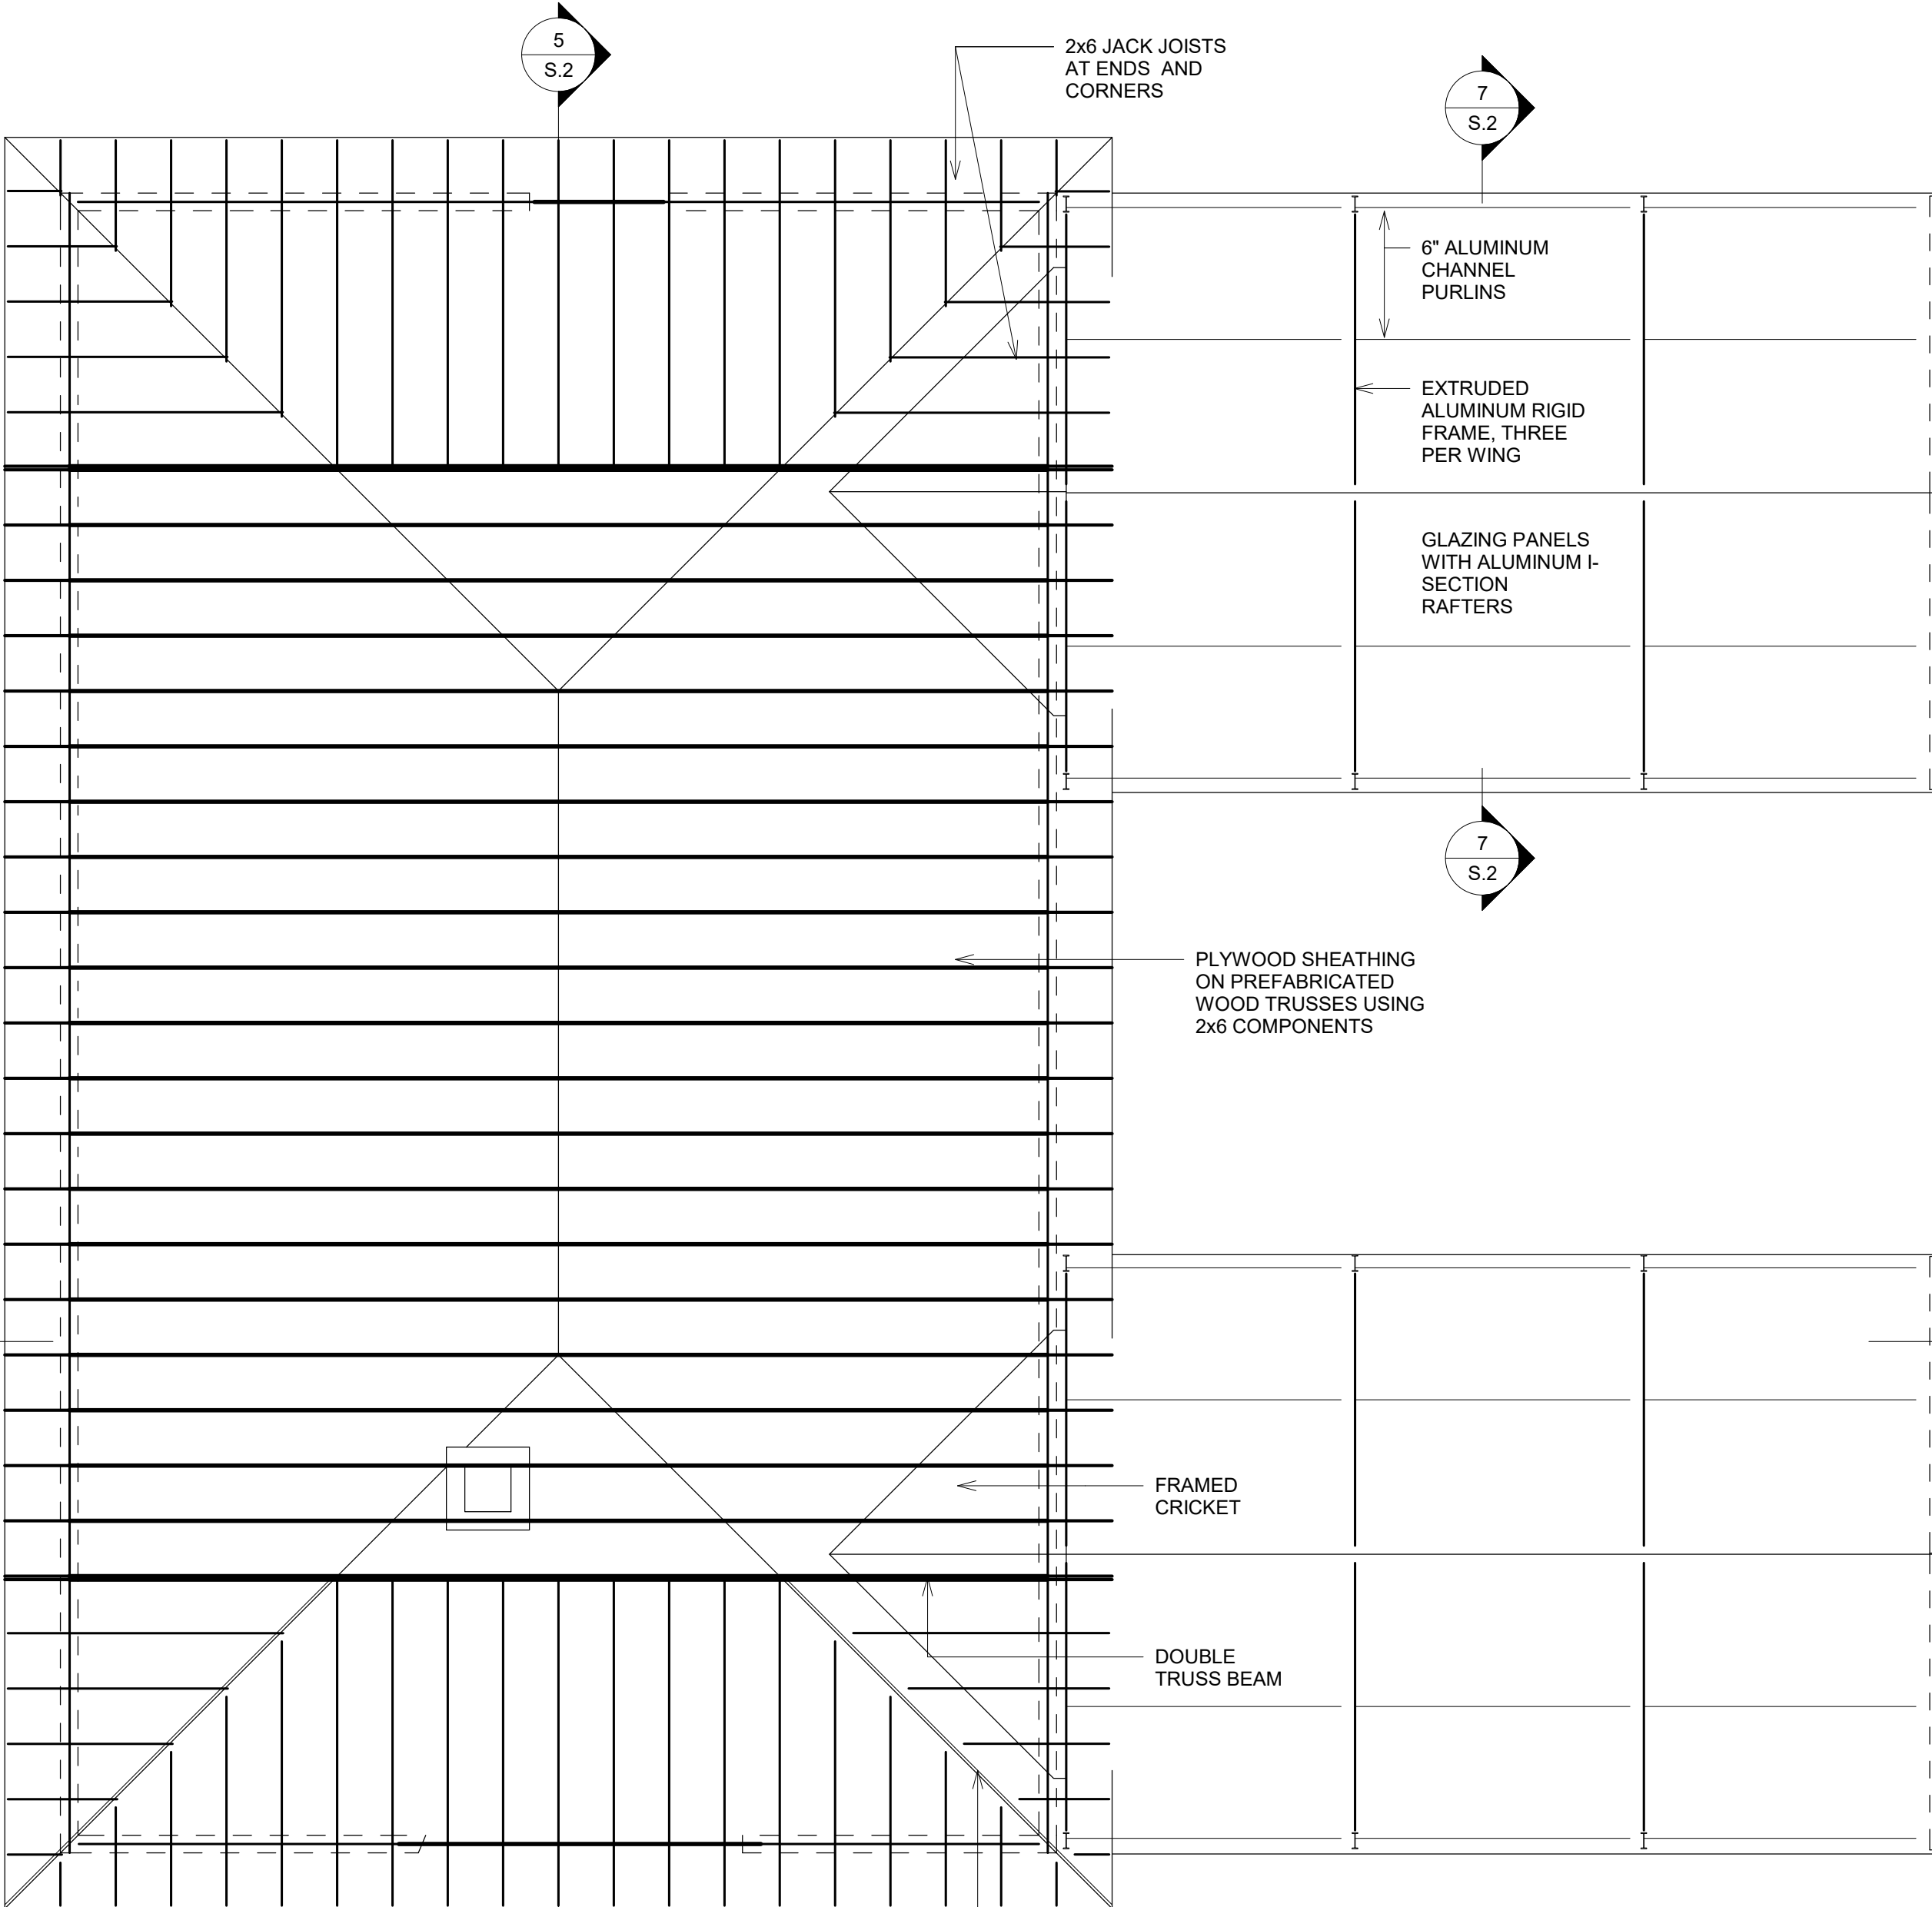 5
S.2
2x6 JACK JOISTS
AT ENDS AND
CORNERS
7
S.2
6" ALUMINUM
CHANNEL
PURLINS
EXTRUDED
ALUMINUM RIGID
FRAME, THREE
PER WING
GLAZING PANELS
WITH ALUMINUM I-
SECTION
RAFTERS
7
S.2
PLYWOOD SHEATHING
ON PREFABRICATED
WOOD TRUSSES USING
2x6 COMPONENTS
FRAMED
CRICKET
DOUBLE
TRUSS BEAM